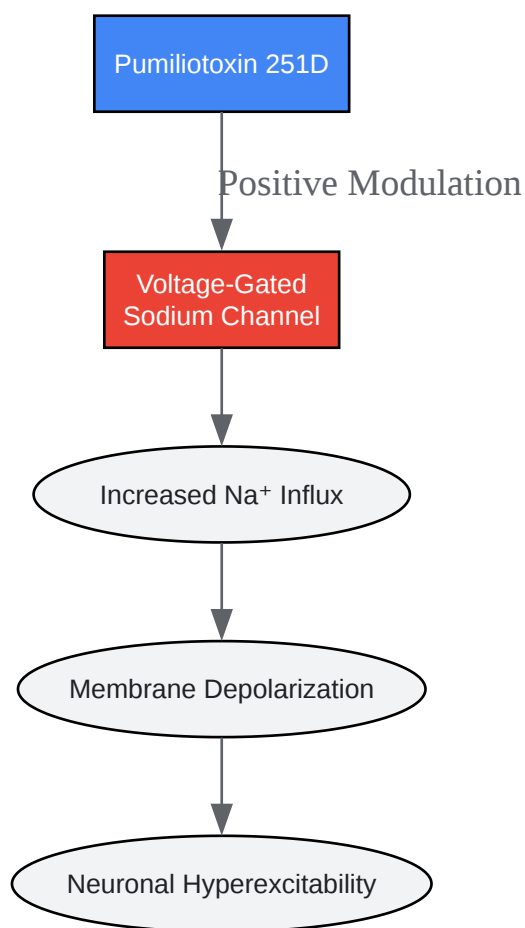 Pumiliotoxin 251D
Positive Modulation
Voltage-Gated
Sodium Channel
Increased Na⁺ Influx
Membrane Depolarization
Neuronal Hyperexcitability